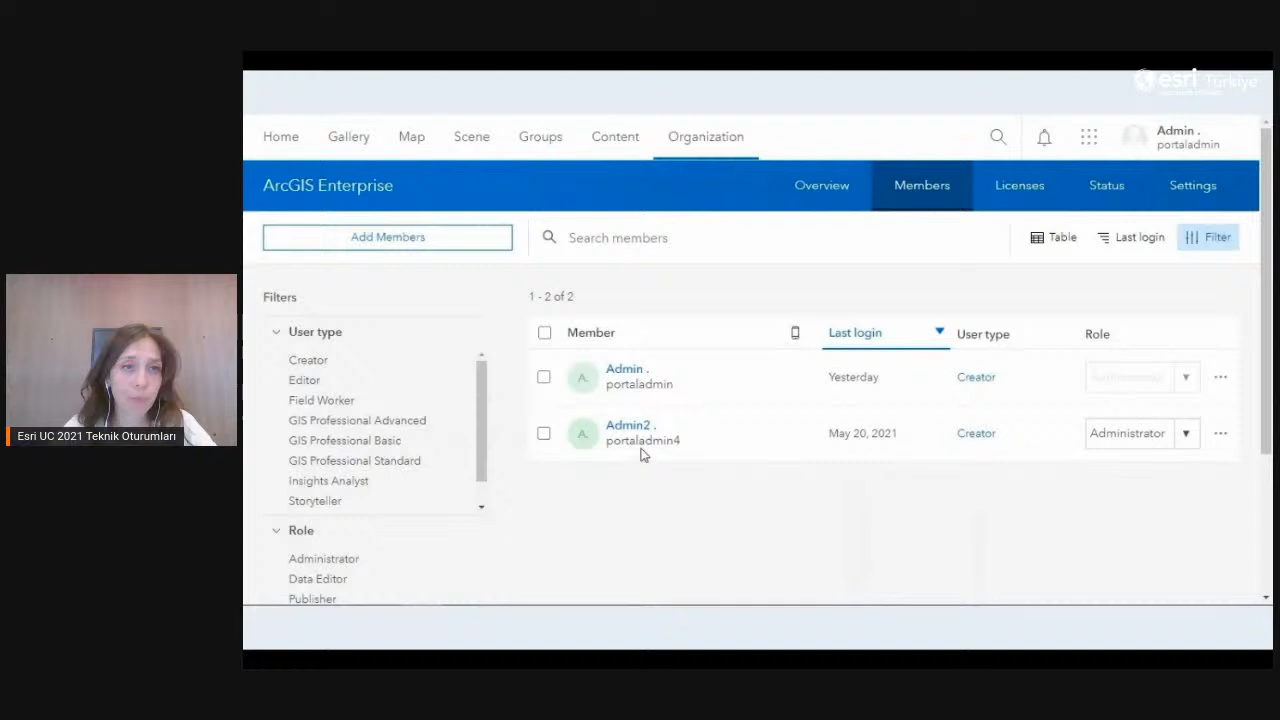 esri Türkiye
Home Gallery Map Scene Groups Content Organization
Admin .
portaladmin
ArcGIS Enterprise
Overview Members Licenses Status Settings
Add Members
Search members
Table Last login Filter
Filters
1 - 2 of 2
User type
Creator
Editor
Field Worker
GIS Professional Advanced
GIS Professional Basic
GIS Professional Standard
Insights Analyst
Storyteller
Role
Administrator
Data Editor
Publisher
Member Last login User type Role
A. Admin .
portaladmin
Yesterday Creator
A. Admin2 .
portaladmin4
May 20, 2021 Creator Administrator
Esri UC 2021 Teknik Oturumları